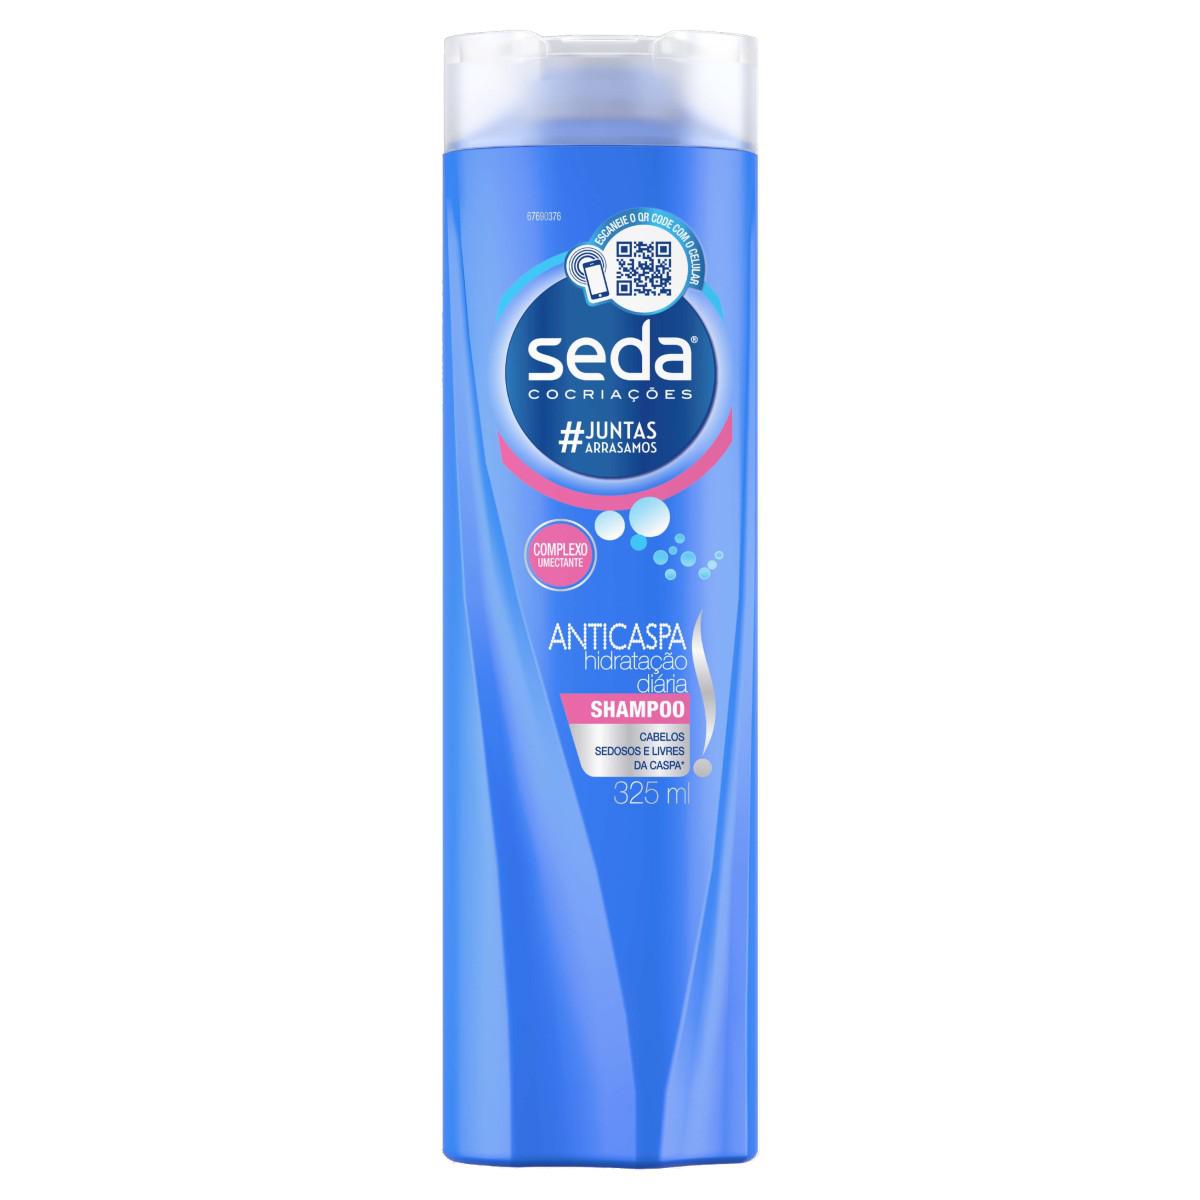 67690376
ESCANEIE O QR CODE COM O CELULAR
seda®
COCRIAÇÕES
#JUNTAS
ARRASAMOS
COMPLEXO
UMECTANTE
ANTICASPA
hidratação
diária
SHAMPOO
CABELOS
SEDOSOS E LIVRES
DA CASPA*
325 ml